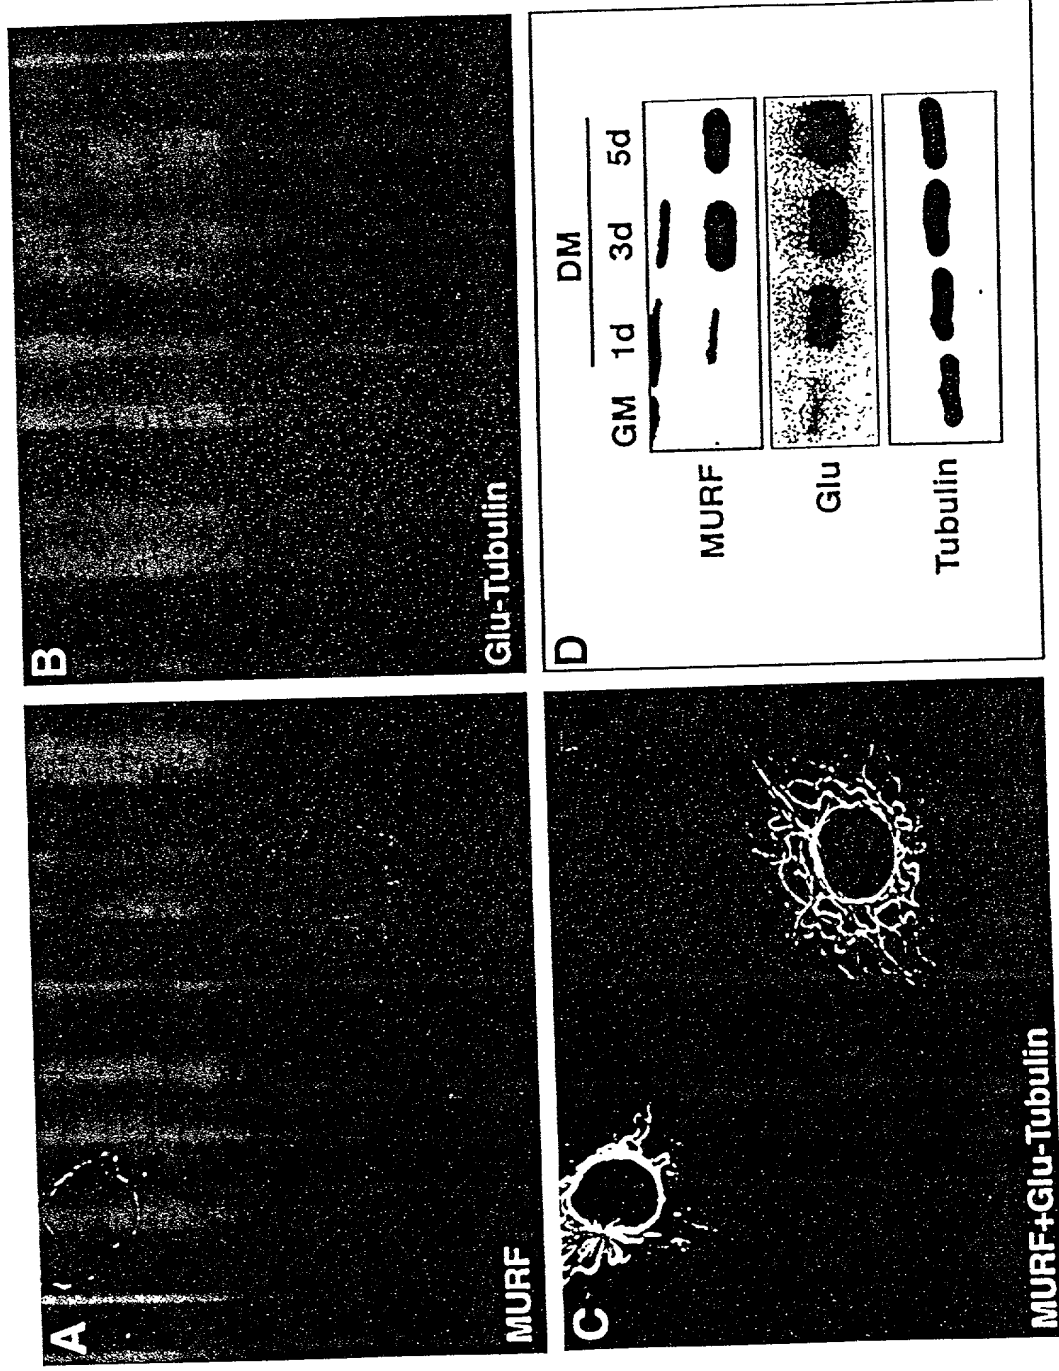 A
MURF
B
Glu-Tubulin
C
MURF+Glu-Tubulin
D
DM
GM 1d 3d 5d
MURF
Glu
Tubulin